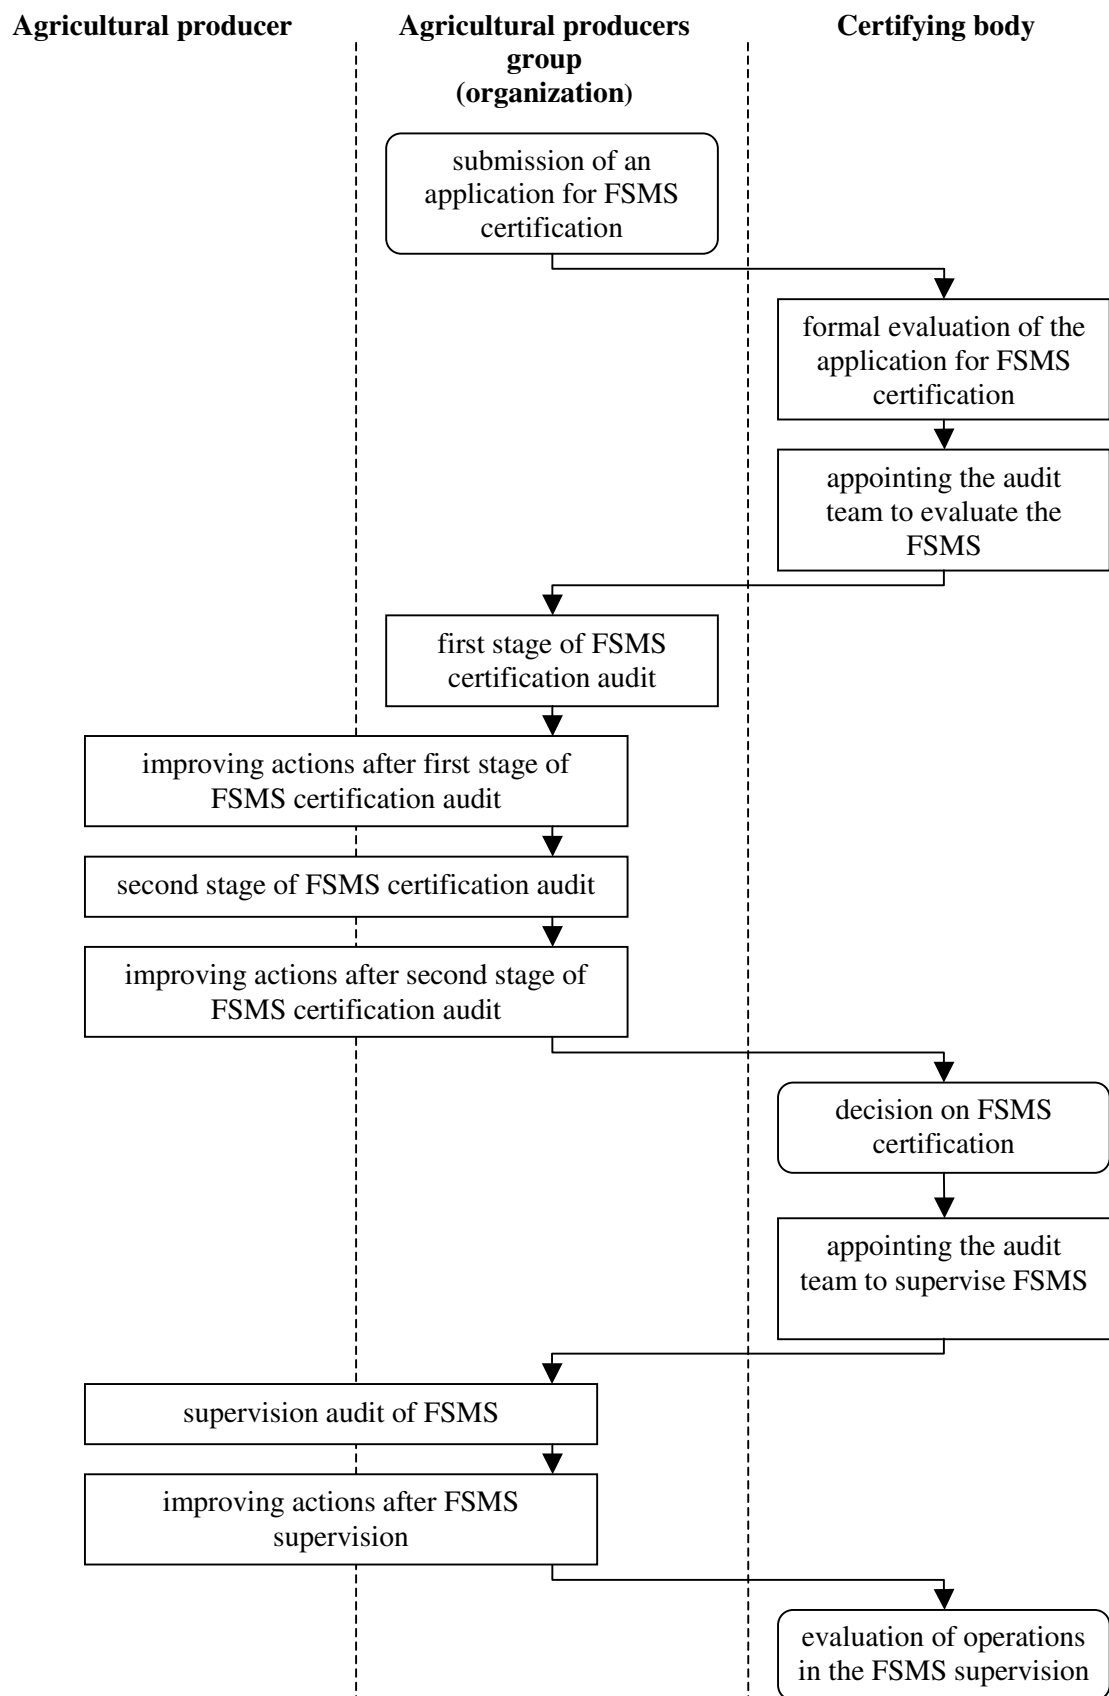 Agricultural producer
Agricultural producers
group
(organization)
Certifying body
submission of an
application for FSMS
certification
formal evaluation of the
application for FSMS
certification
appointing the audit
team to evaluate the
FSMS
first stage of FSMS
certification audit
improving actions after first stage of
FSMS certification audit
second stage of FSMS certification audit
improving actions after second stage of
FSMS certification audit
decision on FSMS
certification
appointing the audit
team to supervise FSMS
supervision audit of FSMS
improving actions after FSMS
supervision
evaluation of operations
in the FSMS supervision